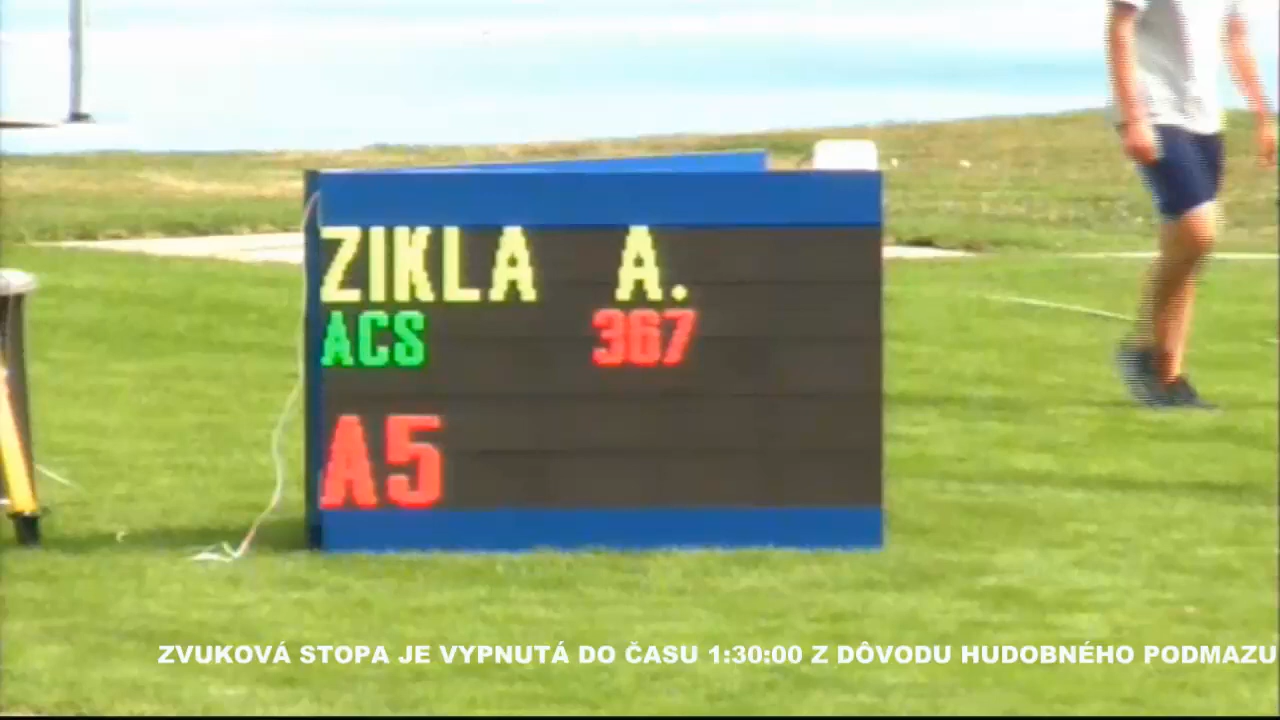 ZIKLA A.
ACS 367
A5
ZVUKOVÁ STOPA JE VYPNUTÁ DO ČASU 1:30:00 Z DÔVODU HUDOBNÉHO PODMAZU